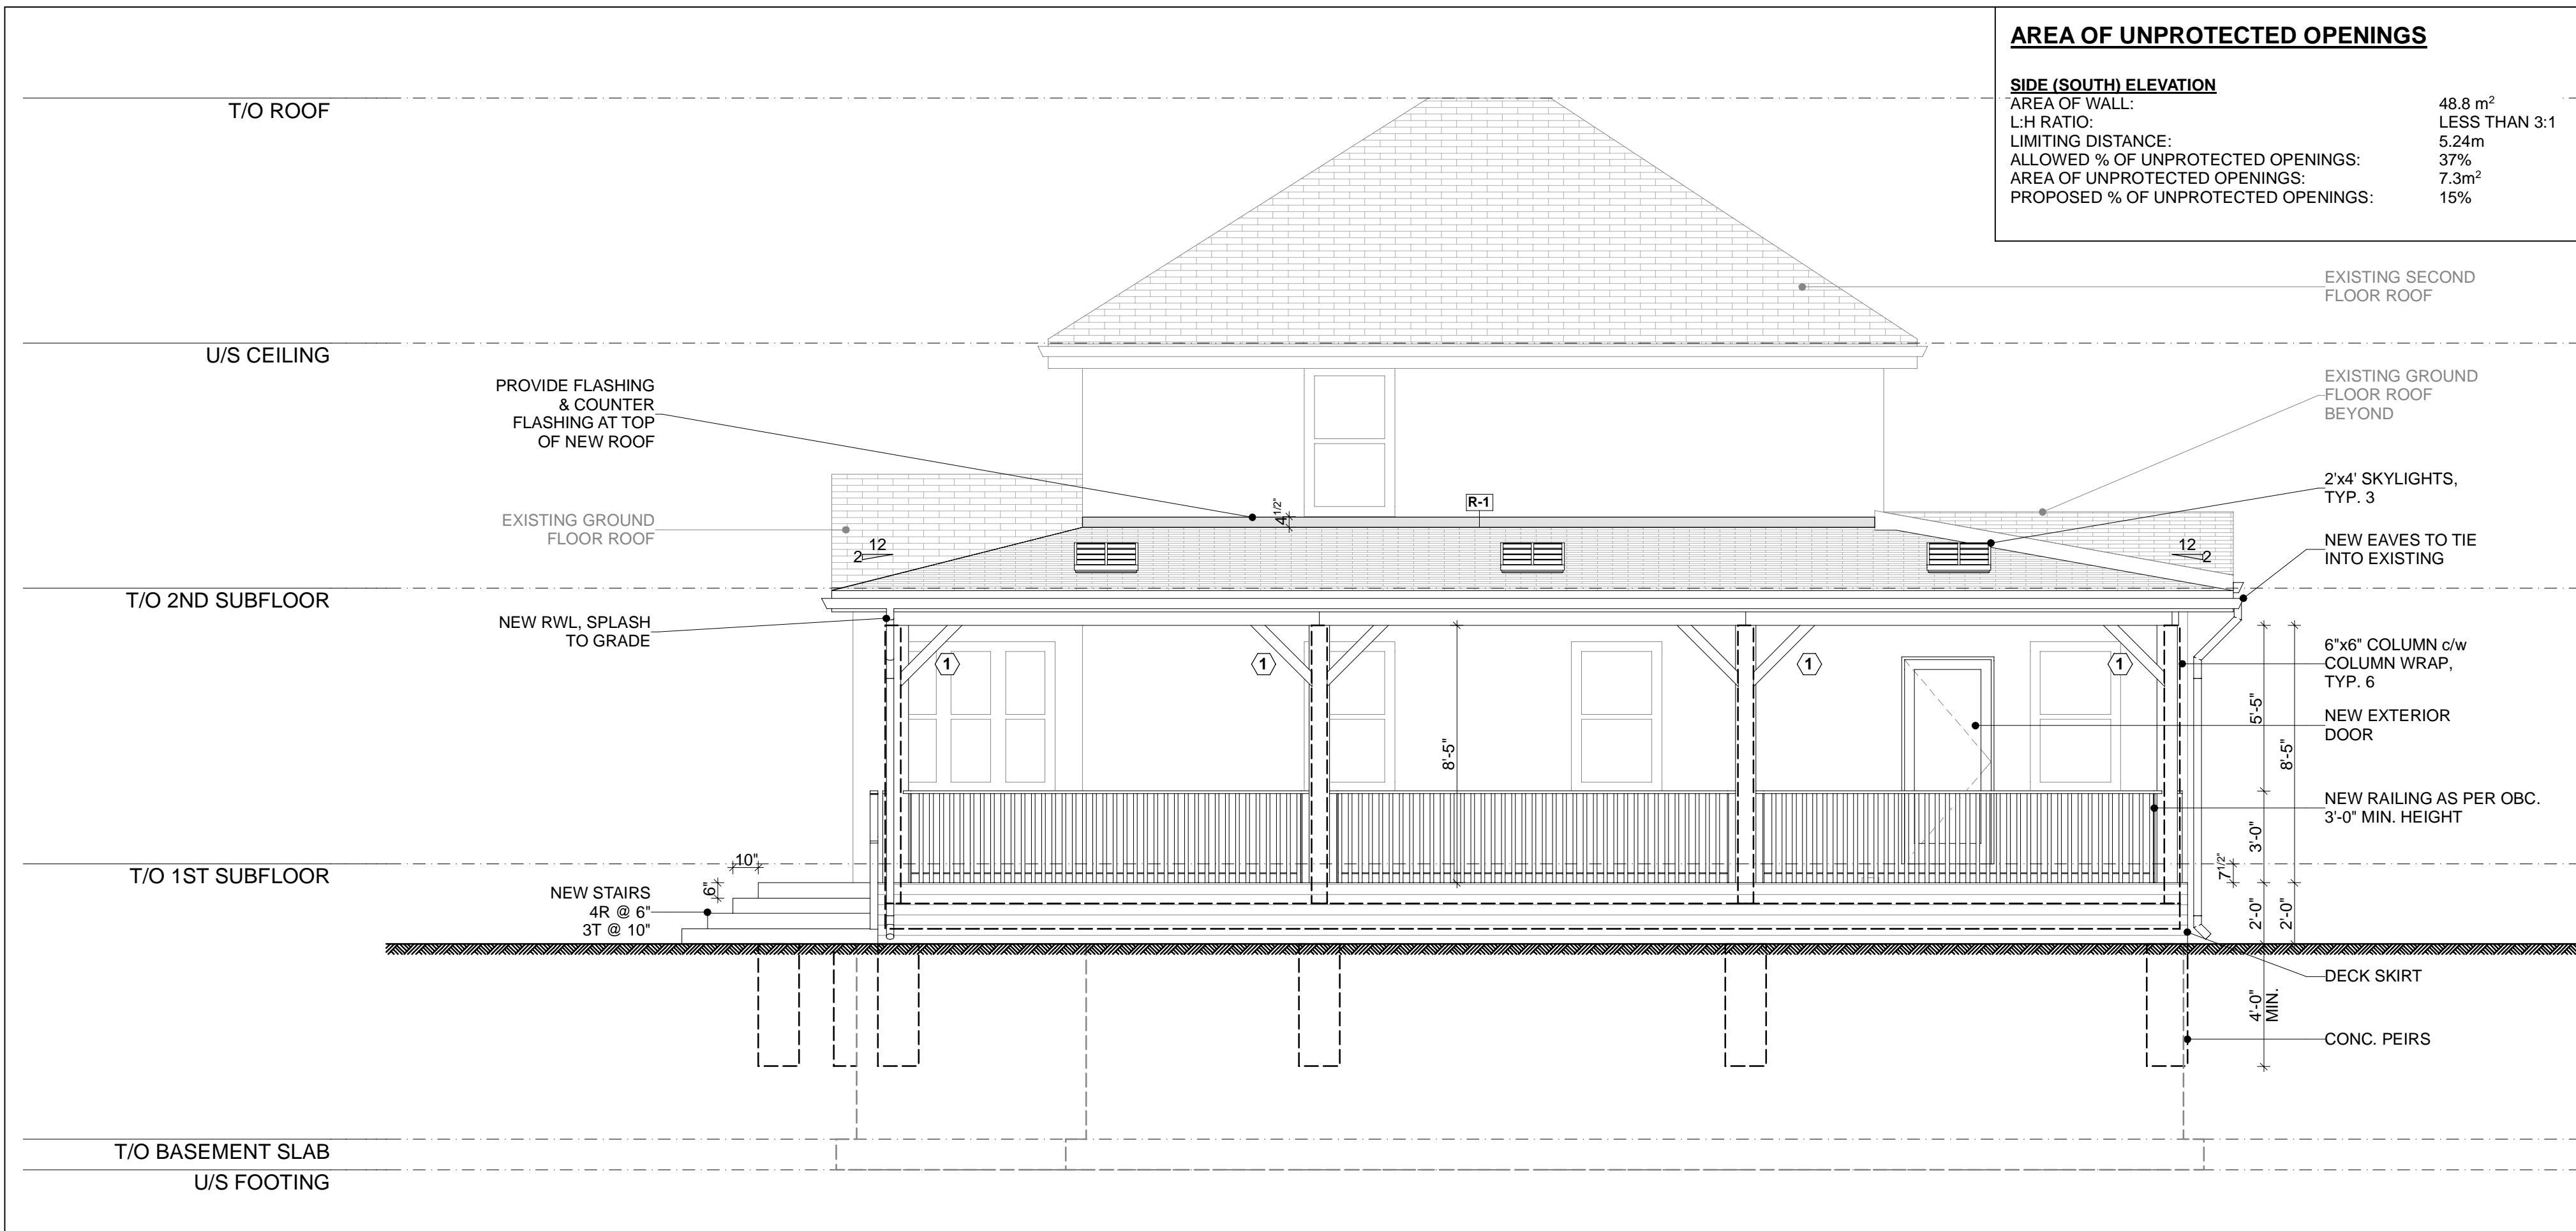 AREA OF UNPROTECTED OPENINGS
SIDE (SOUTH) ELEVATION
AREA OF WALL: 48.8 m²
L:H RATIO: LESS THAN 3:1
LIMITING DISTANCE: 5.24m
ALLOWED % OF UNPROTECTED OPENINGS: 37%
AREA OF UNPROTECTED OPENINGS: 7.3m²
PROPOSED % OF UNPROTECTED OPENINGS: 15%
T/O ROOF
U/S CEILING
T/O 2ND SUBFLOOR
T/O 1ST SUBFLOOR
T/O BASEMENT SLAB
U/S FOOTING
PROVIDE FLASHING
& COUNTER
FLASHING AT TOP
OF NEW ROOF
EXISTING GROUND
FLOOR ROOF
NEW RWL, SPLASH
TO GRADE
NEW STAIRS
4R @ 6"
3T @ 10"
10"
6"
12
2
4 1/2"
R-1
12
2
1
1
1
1
8'-5"
5'-5"
8'-5"
3'-0"
7 1/2"
2'-0"
2'-0"
4'-0"
MIN.
EXISTING SECOND
FLOOR ROOF
EXISTING GROUND
FLOOR ROOF
BEYOND
2'x4' SKYLIGHTS,
TYP. 3
NEW EAVES TO TIE
INTO EXISTING
6"x6" COLUMN c/w
COLUMN WRAP,
TYP. 6
NEW EXTERIOR
DOOR
NEW RAILING AS PER OBC.
3'-0" MIN. HEIGHT
DECK SKIRT
CONC. PEIRS